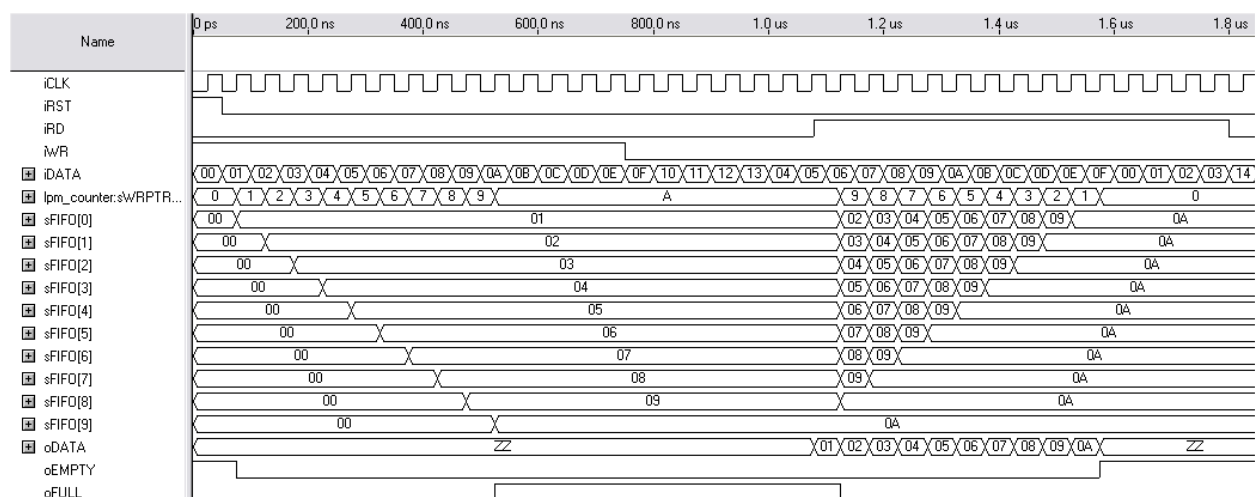 Name
0 ps 200,0 ns 400,0 ns 600,0 ns 800,0 ns 1.0 us 1.2 us 1.4 us 1.6 us 1.8 us
iCLK
iRST
iRD
iWR
iDATA 00 01 02 03 04 05 06 07 08 09 0A 0B 0C 0D 0E 0F 10 11 12 13 04 05 06 07 08 09 0A 0B 0C 0D 0E 0F 00 01 02 03 14
lpm_counter:sWRPTR... 0 1 2 3 4 5 6 7 8 9 A 9 8 7 6 5 4 3 2 1 0
sFIFO[0] 00 01 02 03 04 05 06 07 08 09 0A
sFIFO[1] 00 02 03 04 05 06 07 08 09 0A
sFIFO[2] 00 03 04 05 06 07 08 09 0A
sFIFO[3] 00 04 05 06 07 08 09 0A
sFIFO[4] 00 05 06 07 08 09 0A
sFIFO[5] 00 06 07 08 09 0A
sFIFO[6] 00 07 08 09 0A
sFIFO[7] 00 08 09 0A
sFIFO[8] 00 09 0A
sFIFO[9] 00 0A
oDATA ZZ 01 02 03 04 05 06 07 08 09 0A ZZ
oEMPTY
oFULL